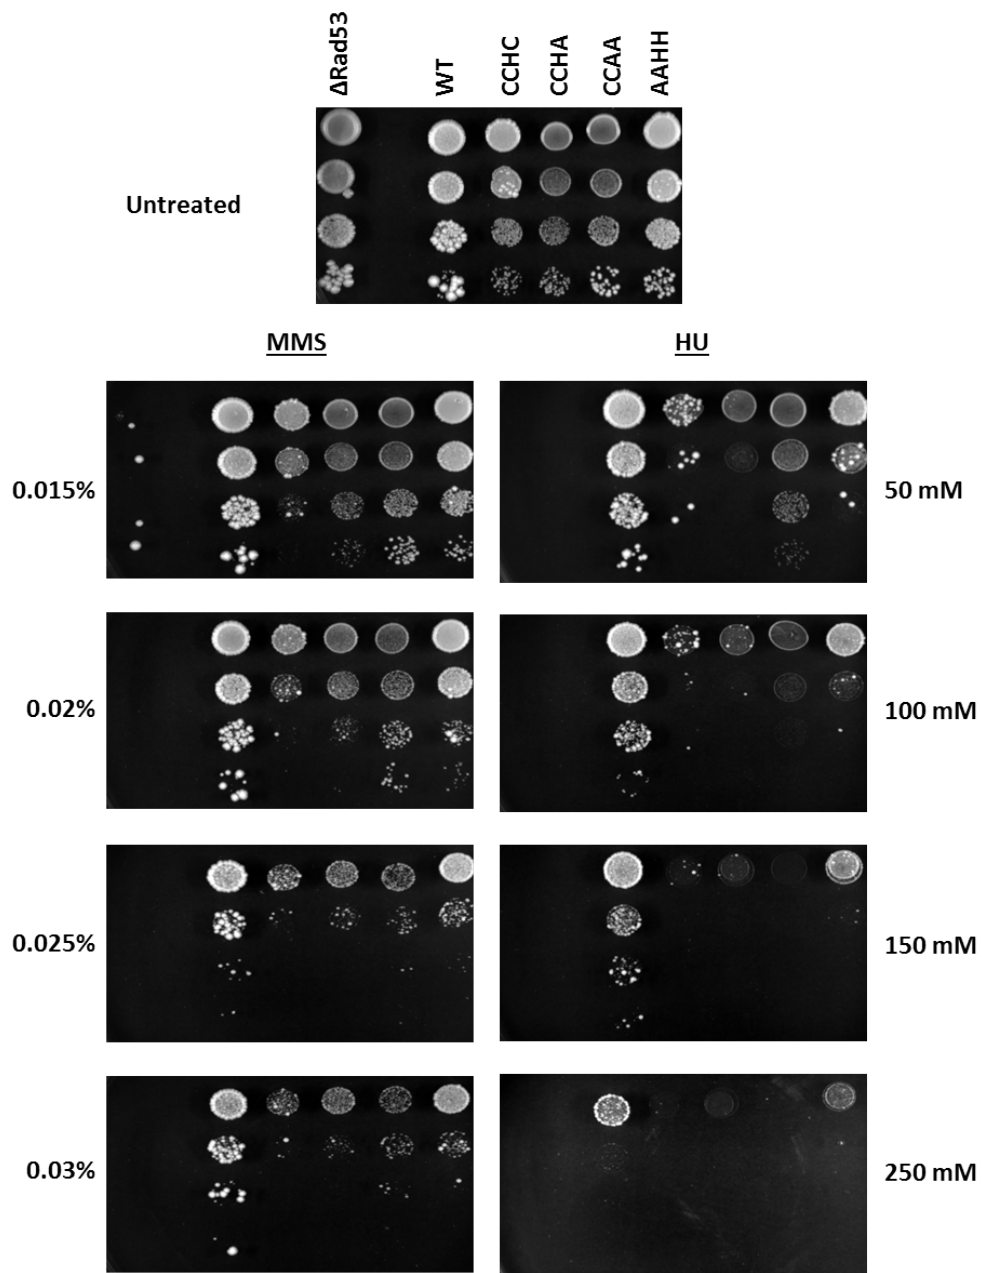 ΔRad53
WT
CCHC
CCHA
CCAA
AAHH
Untreated
MMS
HU
0.015%
50 mM
0.02%
100 mM
0.025%
150 mM
0.03%
250 mM